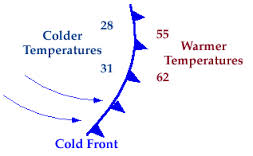 28
Colder
Temperatures
31
55
Warmer
Temperatures
62
Cold Front